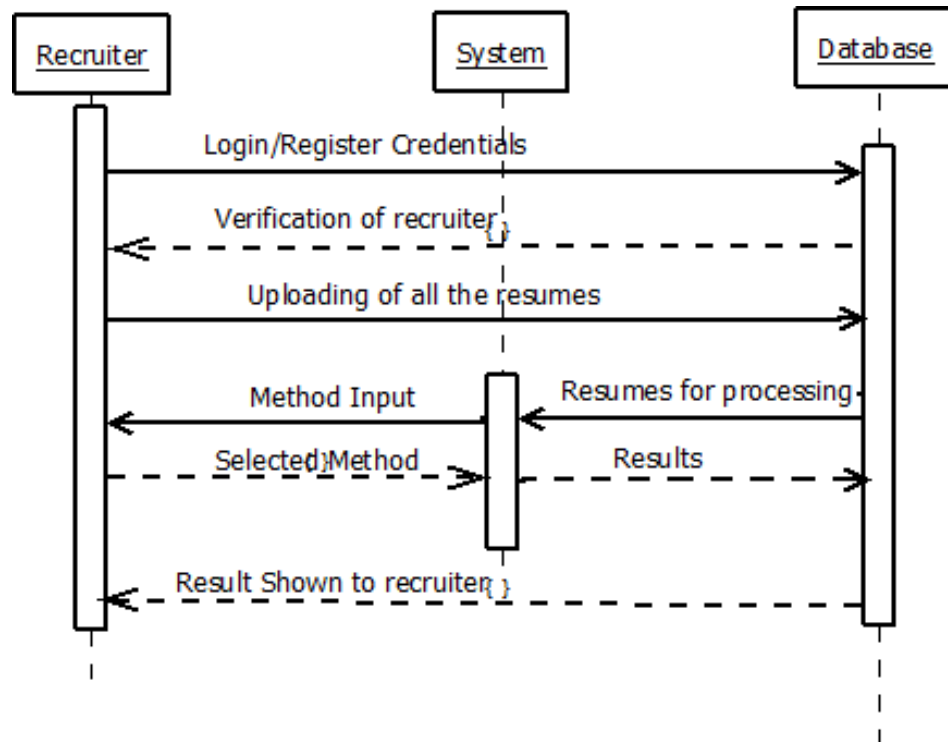 Recruiter
System
Database
Login/Register Credentials
Verification of recruiter
{ }
Uploading of all the resumes
Resumes for processing
Method Input
Selected Method
{ }
Results
Result Shown to recruiter
{ }